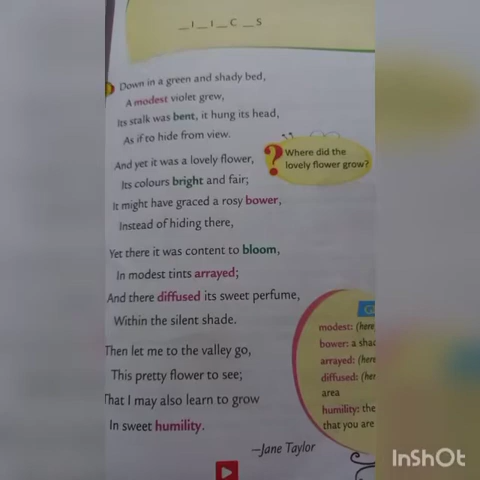 _I_I_C_S
Down in a green and shady bed,
A modest violet grew,
Its stalk was bent, it hung its head,
As if to hide from view.
Where did the
lovely flower grow?
And yet it was a lovely flower,
Its colours bright and fair;
It might have graced a rosy bower,
Instead of hiding there,
Yet there it was content to bloom,
In modest tints arrayed;
And there diffused its sweet perfume,
Within the silent shade.
Then let me to the valley go,
This pretty flower to see;
That I may also learn to grow
In sweet humility.
—Jane Taylor
modest: (here
bower: a
arrayed: (here
diffused:
area
humility: the
that you are
InShOt